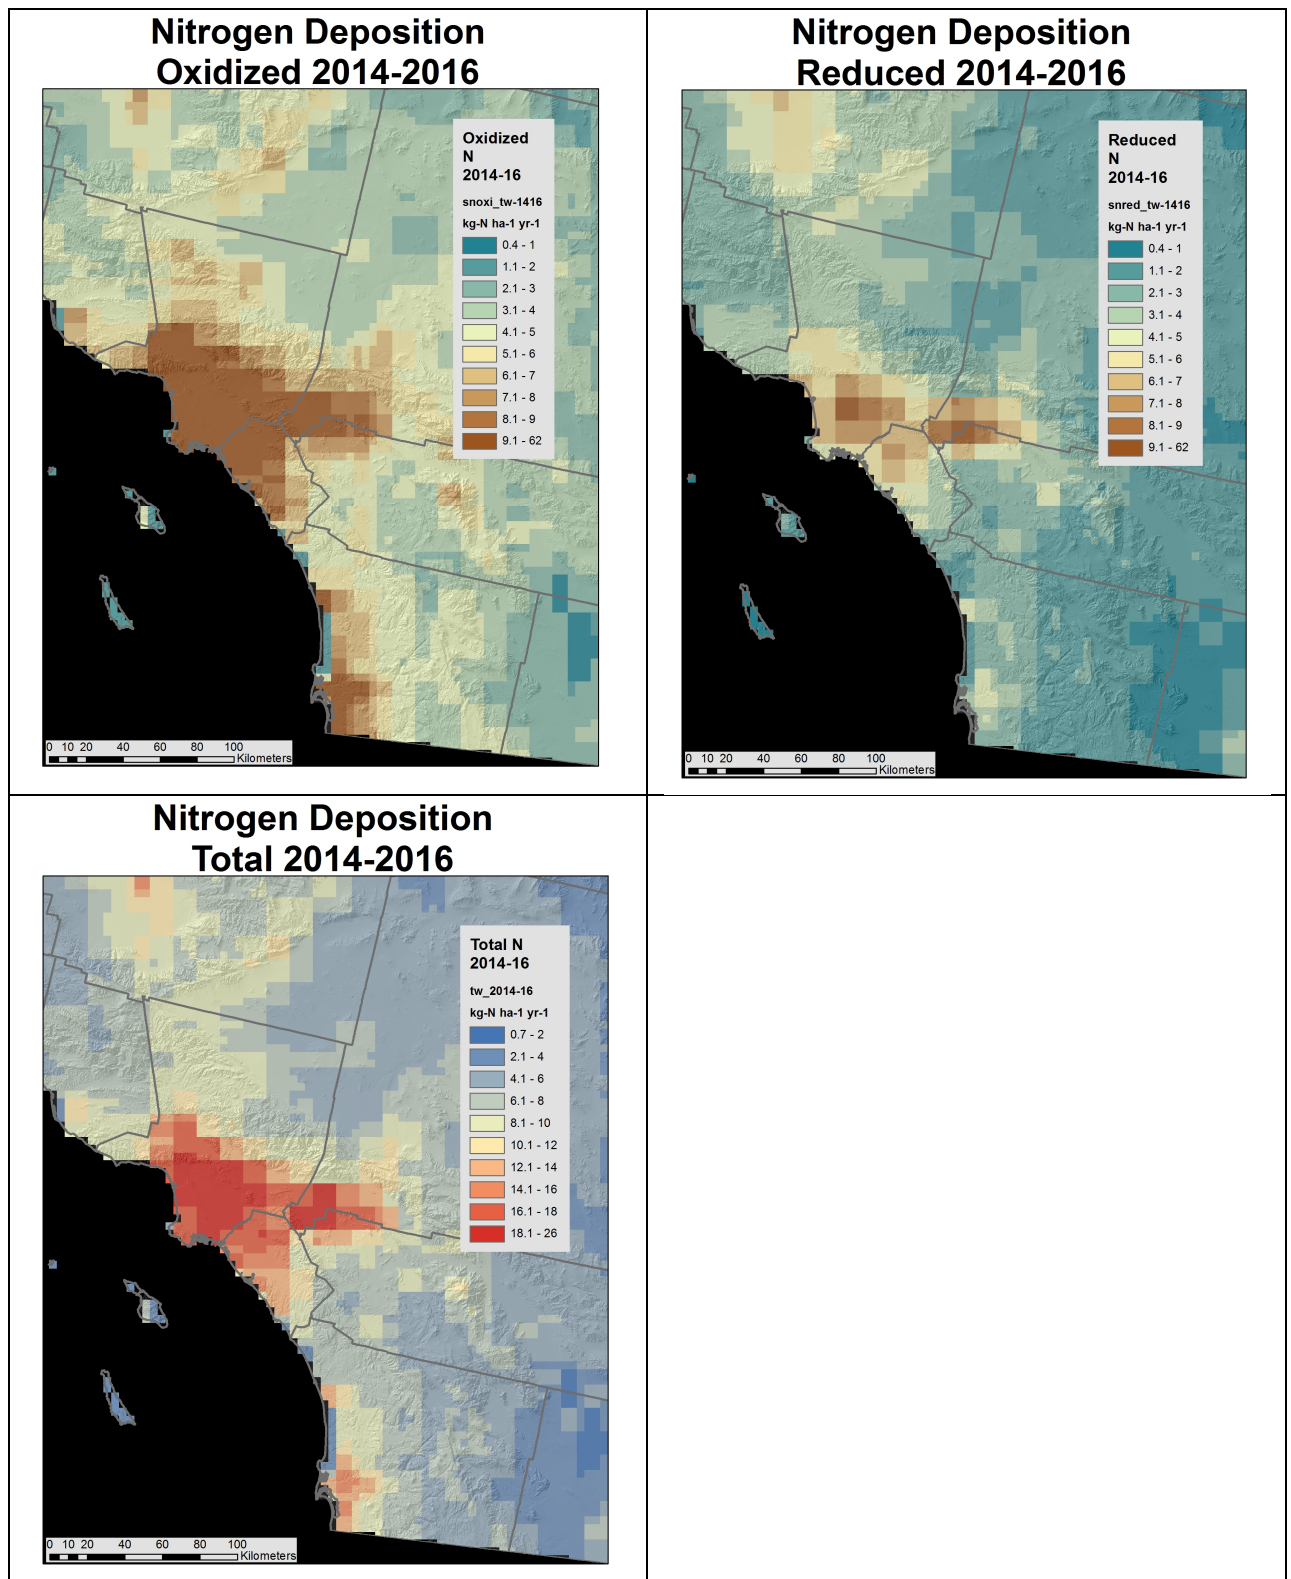 Nitrogen Deposition
Oxidized 2014-2016
Oxidized
N
2014-16
snoxi_tw-1416
kg-N ha-1 yr-1
0.4 - 1
1.1 - 2
2.1 - 3
3.1 - 4
4.1 - 5
5.1 - 6
6.1 - 7
7.1 - 8
8.1 - 9
9.1 - 62
0 10 20 40 60 80 100
Kilometers
Nitrogen Deposition
Reduced 2014-2016
Reduced
N
2014-16
snred_tw-1416
kg-N ha-1 yr-1
0.4 - 1
1.1 - 2
2.1 - 3
3.1 - 4
4.1 - 5
5.1 - 6
6.1 - 7
7.1 - 8
8.1 - 9
9.1 - 62
0 10 20 40 60 80 100
Kilometers
Nitrogen Deposition
Total 2014-2016
Total N
2014-16
tw_2014-16
kg-N ha-1 yr-1
0.7 - 2
2.1 - 4
4.1 - 6
6.1 - 8
8.1 - 10
10.1 - 12
12.1 - 14
14.1 - 16
16.1 - 18
18.1 - 26
0 10 20 40 60 80 100
Kilometers